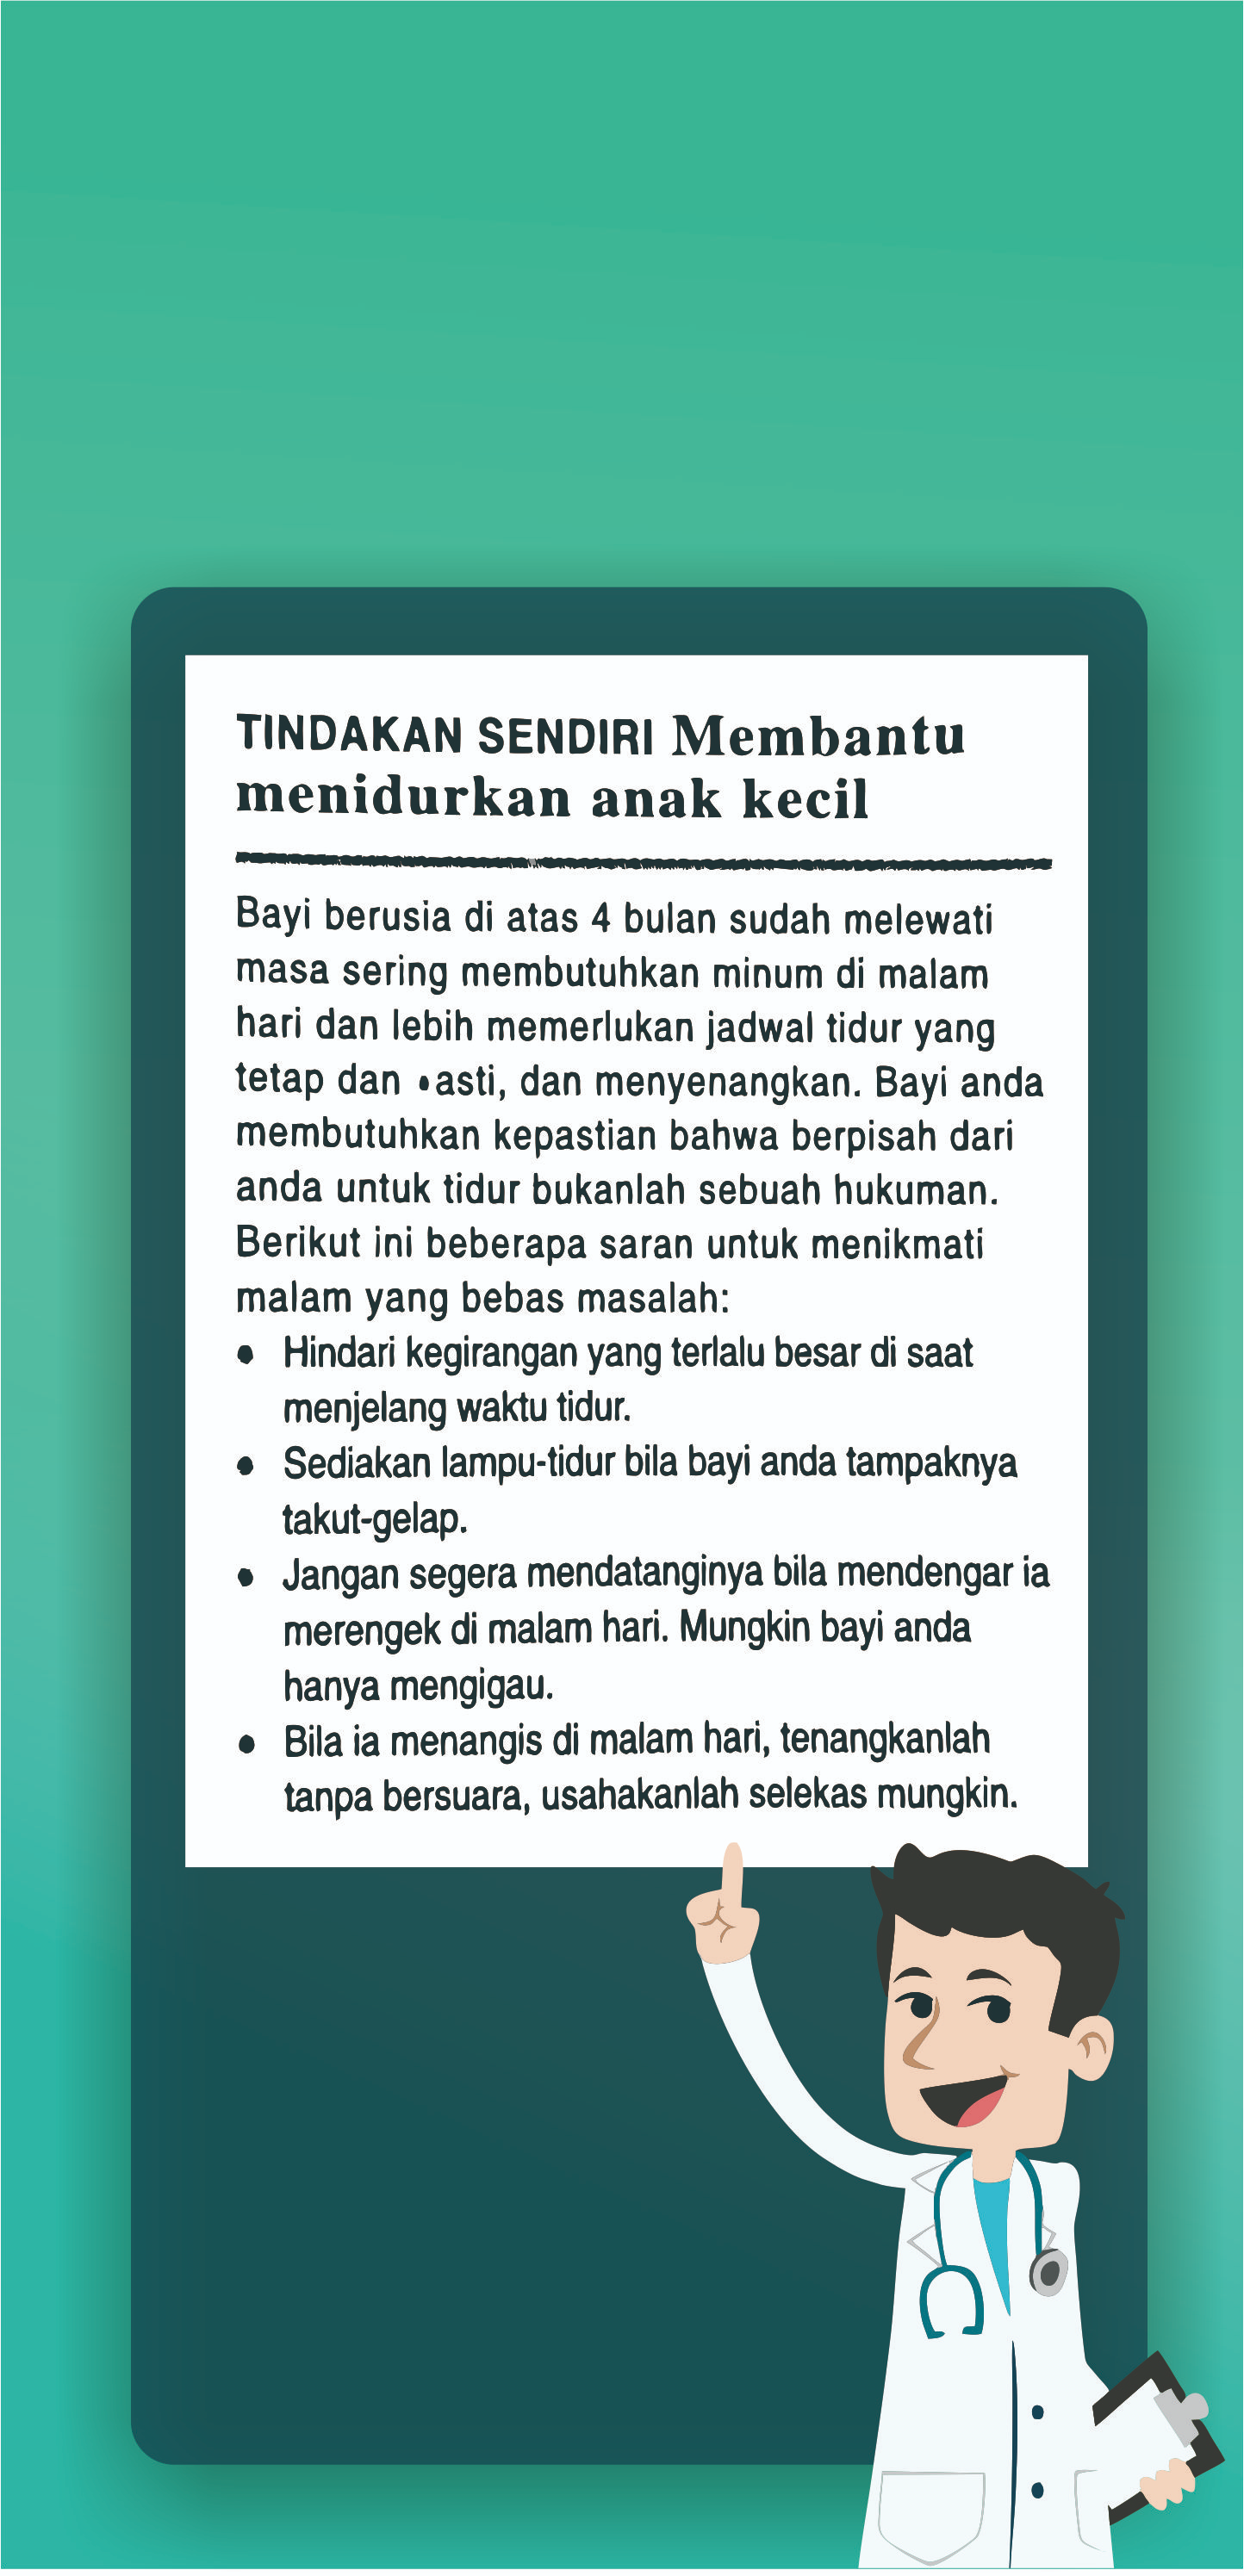 TINDAKAN SENDIRI Membantu
menidurkan anak kecil
Bayi berusia di atas 4 bulan sudah melewati
masa sering membutuhkan minum di malam
hari dan lebih memerlukan jadwal tidur yang
tetap dan asti, dan menyenangkan. Bayi anda
membutuhkan kepastian bahwa berpisah dari
anda untuk tidur bukanlah sebuah hukuman.
Berikut ini beberapa saran untuk menikmati
malam yang bebas masalah:
• Hindari kegirangan yang terlalu besar di saat
menjelang waktu tidur.
• Sediakan lampu-tidur bila bayi anda tampaknya
takut-gelap.
• Jangan segera mendatanginya bila mendengar ia
merengek di malam hari. Mungkin bayi anda
hanya mengigau.
• Bila ia menangis di malam hari, tenangkanlah
tanpa bersuara, usahakanlah selekas mungkin.